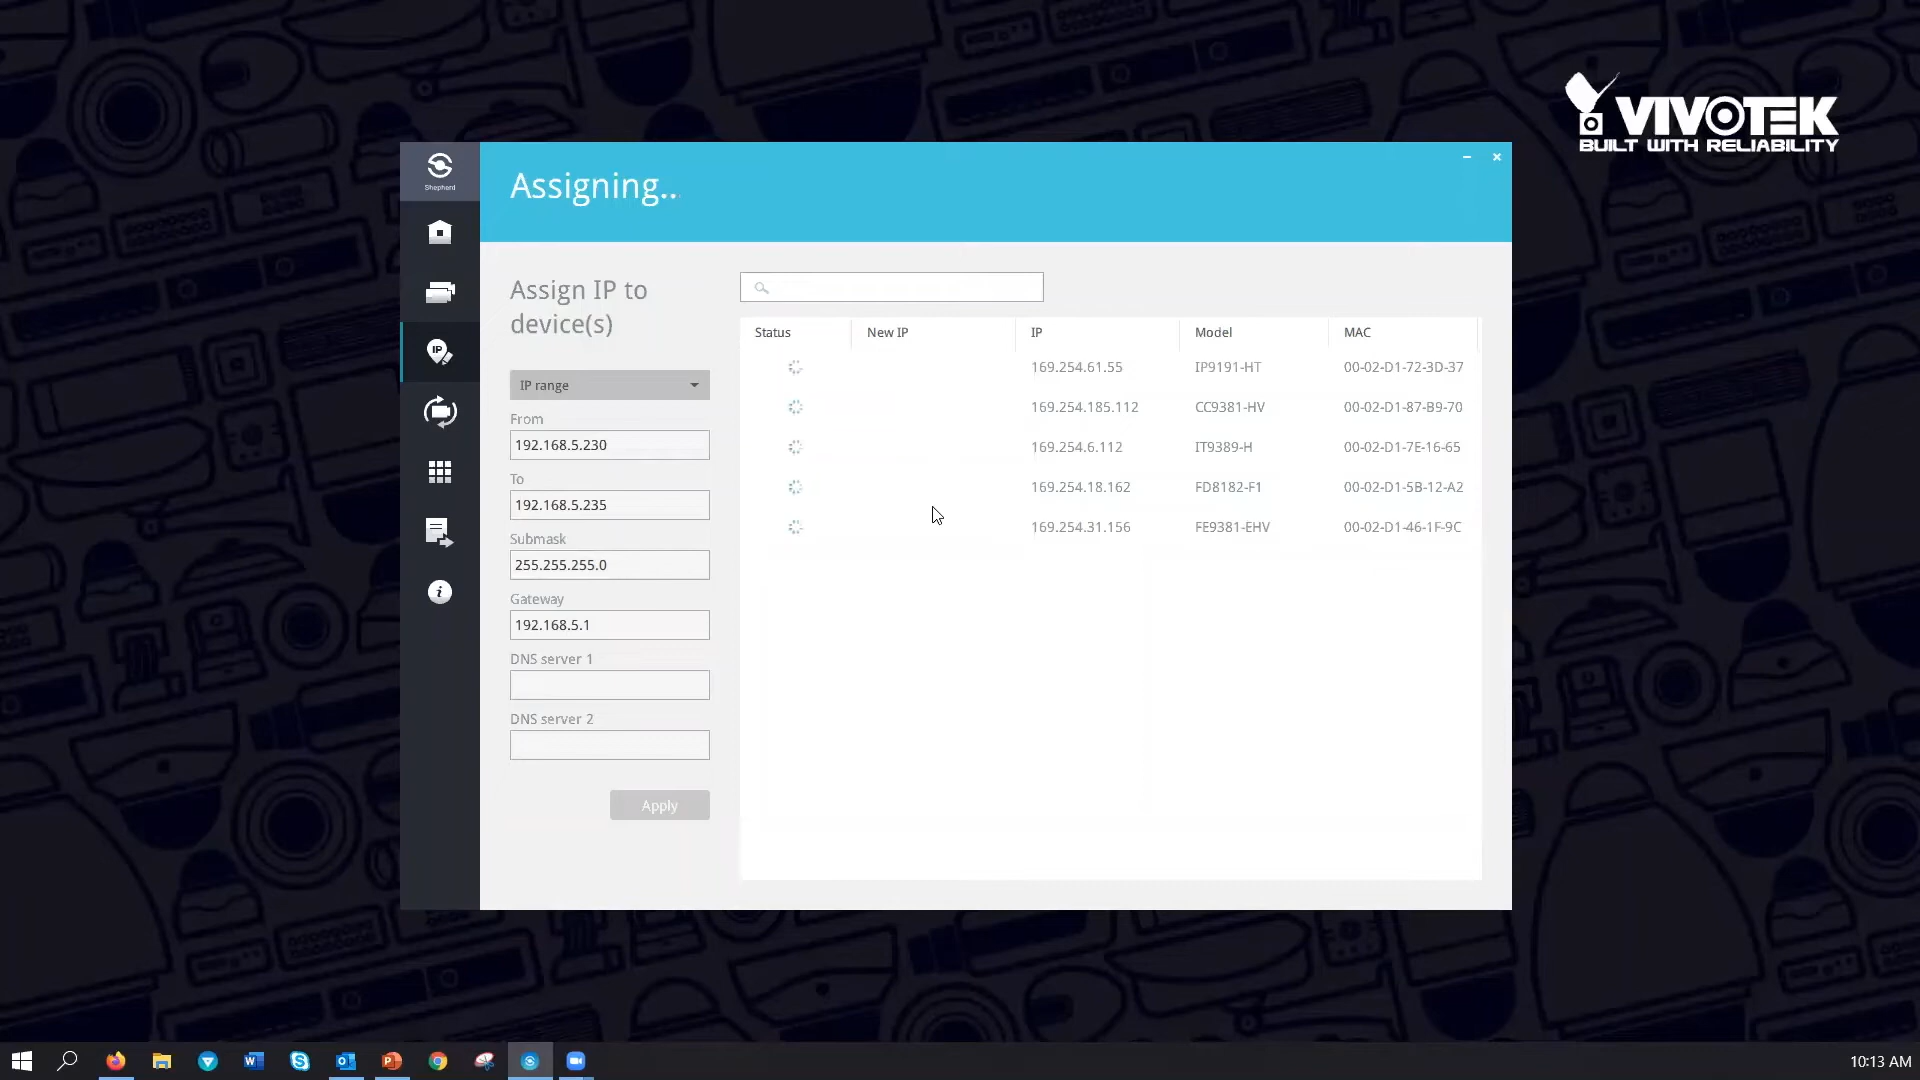 VIVOTEK
BUILT WITH RELIABILITY
Shepherd
Assigning..
Assign IP to
device(s)
IP range
From
192.168.5.230
To
192.168.5.235
Submask
255.255.255.0
Gateway
192.168.5.1
DNS server 1
DNS server 2
Apply
Status New IP IP Model MAC
169.254.61.55 IP9191-HT 00-02-D1-72-3D-37
169.254.185.112 CC9381-HV 00-02-D1-87-B9-70
169.254.6.112 IT9389-H 00-02-D1-7E-16-65
169.254.18.162 FD8182-F1 00-02-D1-5B-12-A2
169.254.31.156 FE9381-EHV 00-02-D1-46-1F-9C
10:13 AM